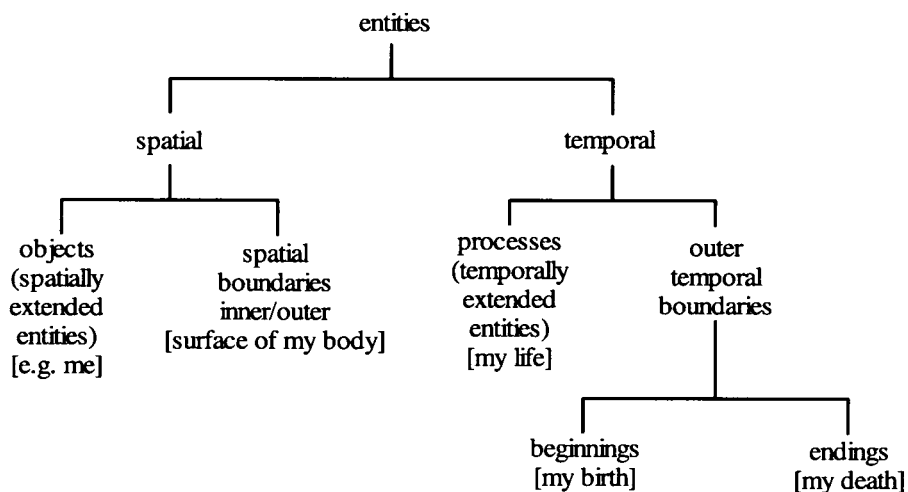 entities
spatial
temporal
objects
(spatially
extended
entities)
[e.g. me]
spatial
boundaries
inner/outer
[surface of my body]
processes
(temporally
extended
entities)
[my life]
outer
temporal
boundaries
beginnings
[my birth]
endings
[my death]